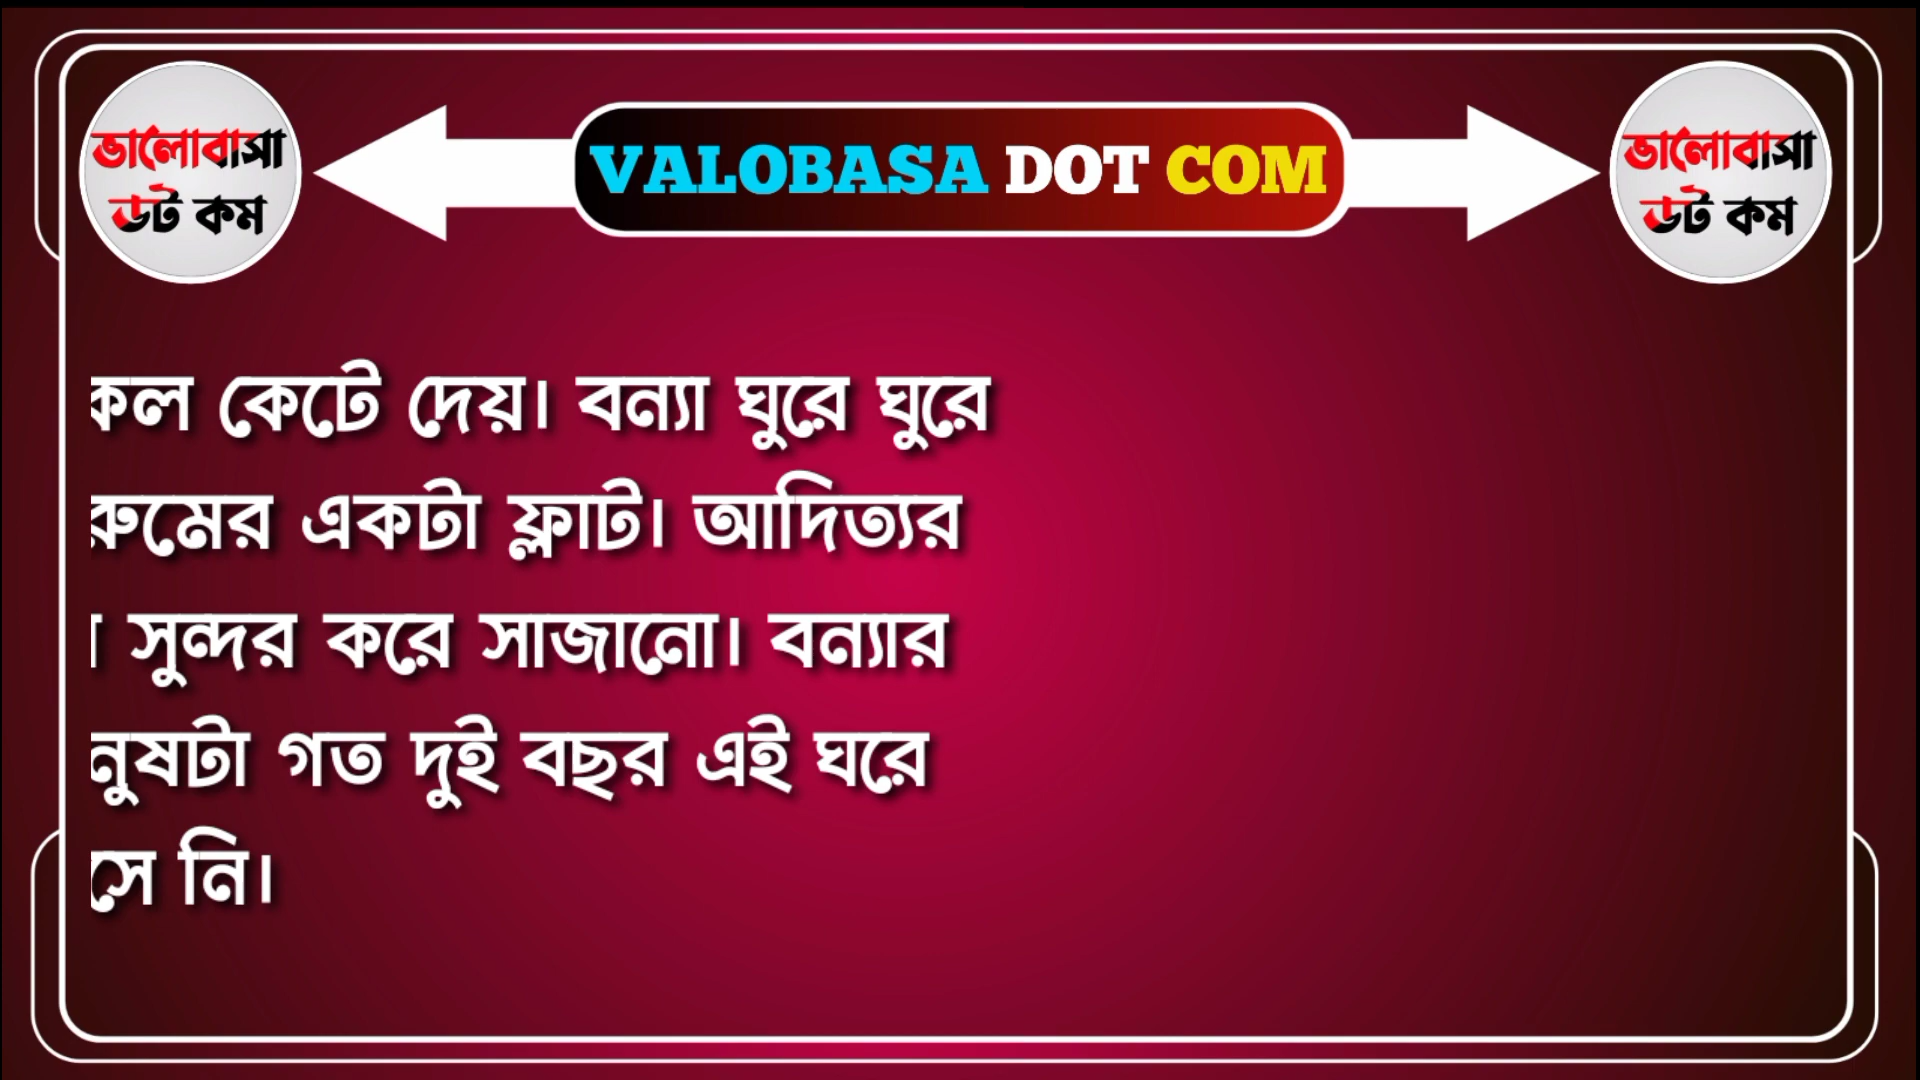 ভালোবাসা
ডট কম
VALOBASA DOT COM
ভালোবাসা
ডট কম
কল কেটে দেয়। বন্যা ঘুরে ঘুরে
রুমের একটা ফ্লাট। আদিত্যর
সুন্দর করে সাজানো। বন্যার
নুষটা গত দুই বছর এই ঘরে
সে নি।